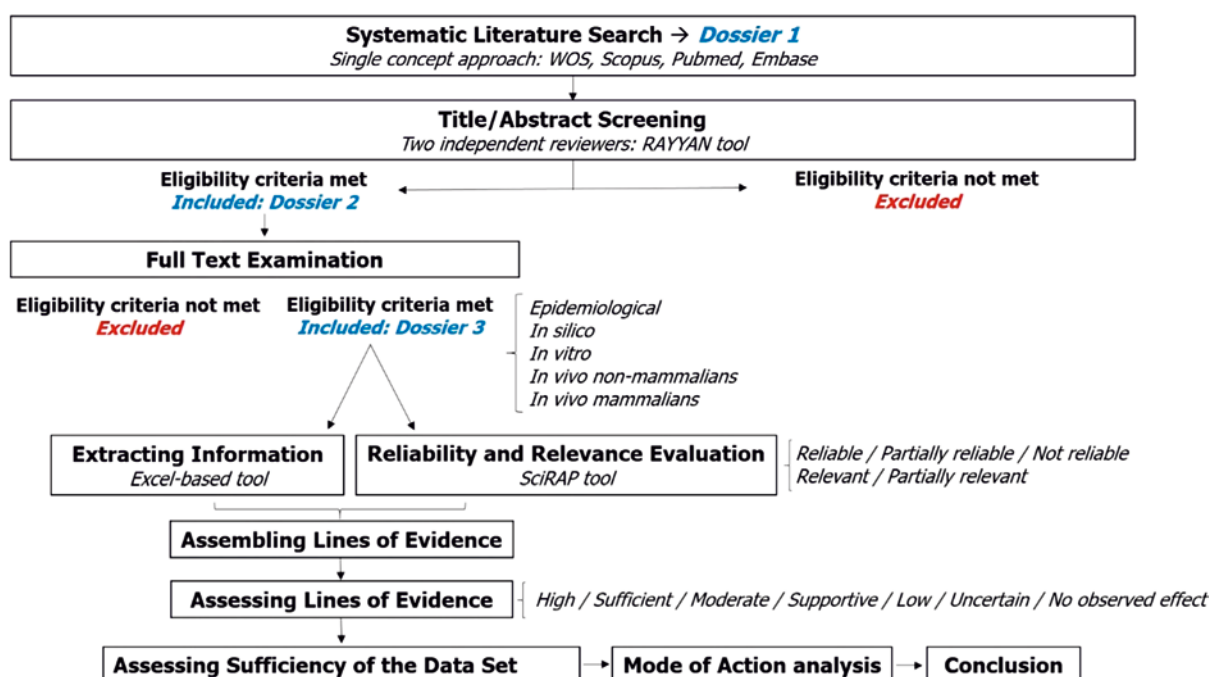 Systematic Literature Search → Dossier 1
Single concept approach: WOS, Scopus, Pubmed, Embase
Title/Abstract Screening
Two independent reviewers: RAYYAN tool
Eligibility criteria met
Included: Dossier 2
Eligibility criteria not met
Excluded
Full Text Examination
Eligibility criteria not met
Excluded
Eligibility criteria met
Included: Dossier 3
Epidemiological
In silico
In vitro
In vivo non-mammalians
In vivo mammalians
Extracting Information
Excel-based tool
Reliability and Relevance Evaluation
SciRAP tool
Reliable / Partially reliable / Not reliable
Relevant / Partially relevant
Assembling Lines of Evidence
Assessing Lines of Evidence
High / Sufficient / Moderate / Supportive / Low / Uncertain / No observed effect
Assessing Sufficiency of the Data Set
Mode of Action analysis
Conclusion